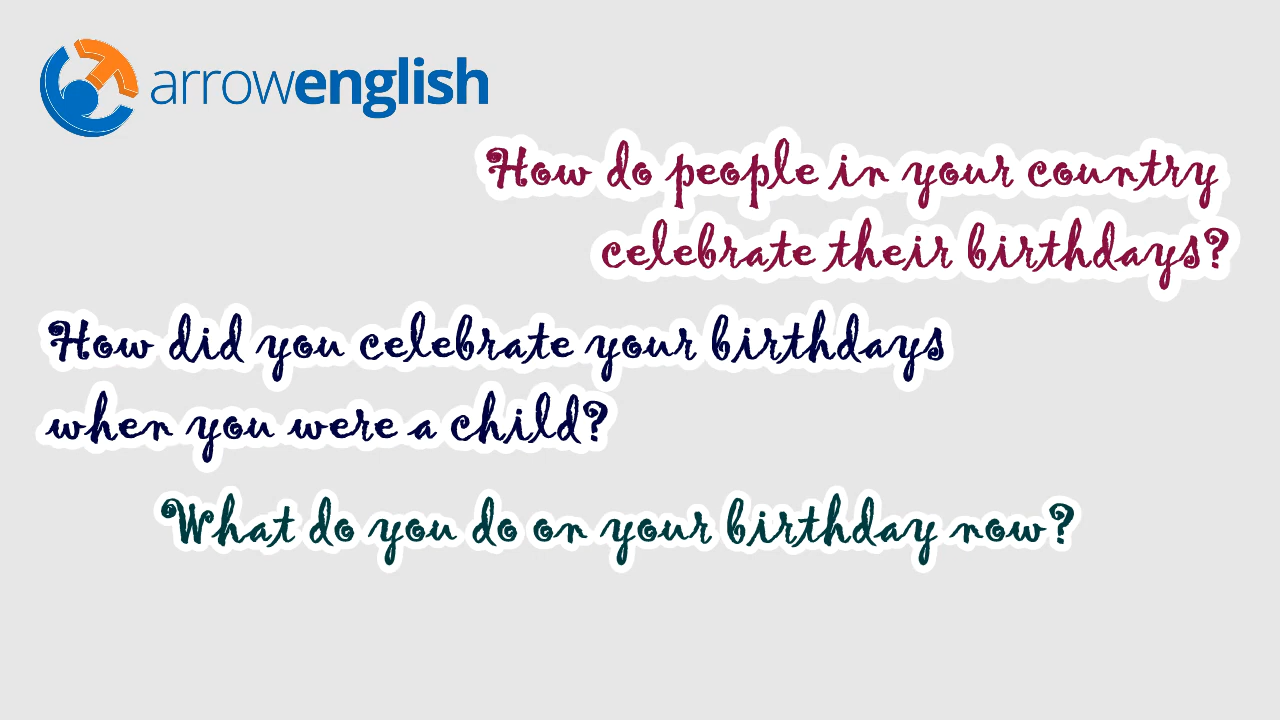 arrowenglish
How do people in your country
celebrate their birthdays?
How did you celebrate your birthdays
when you were a child?
What do you do on your birthday now?